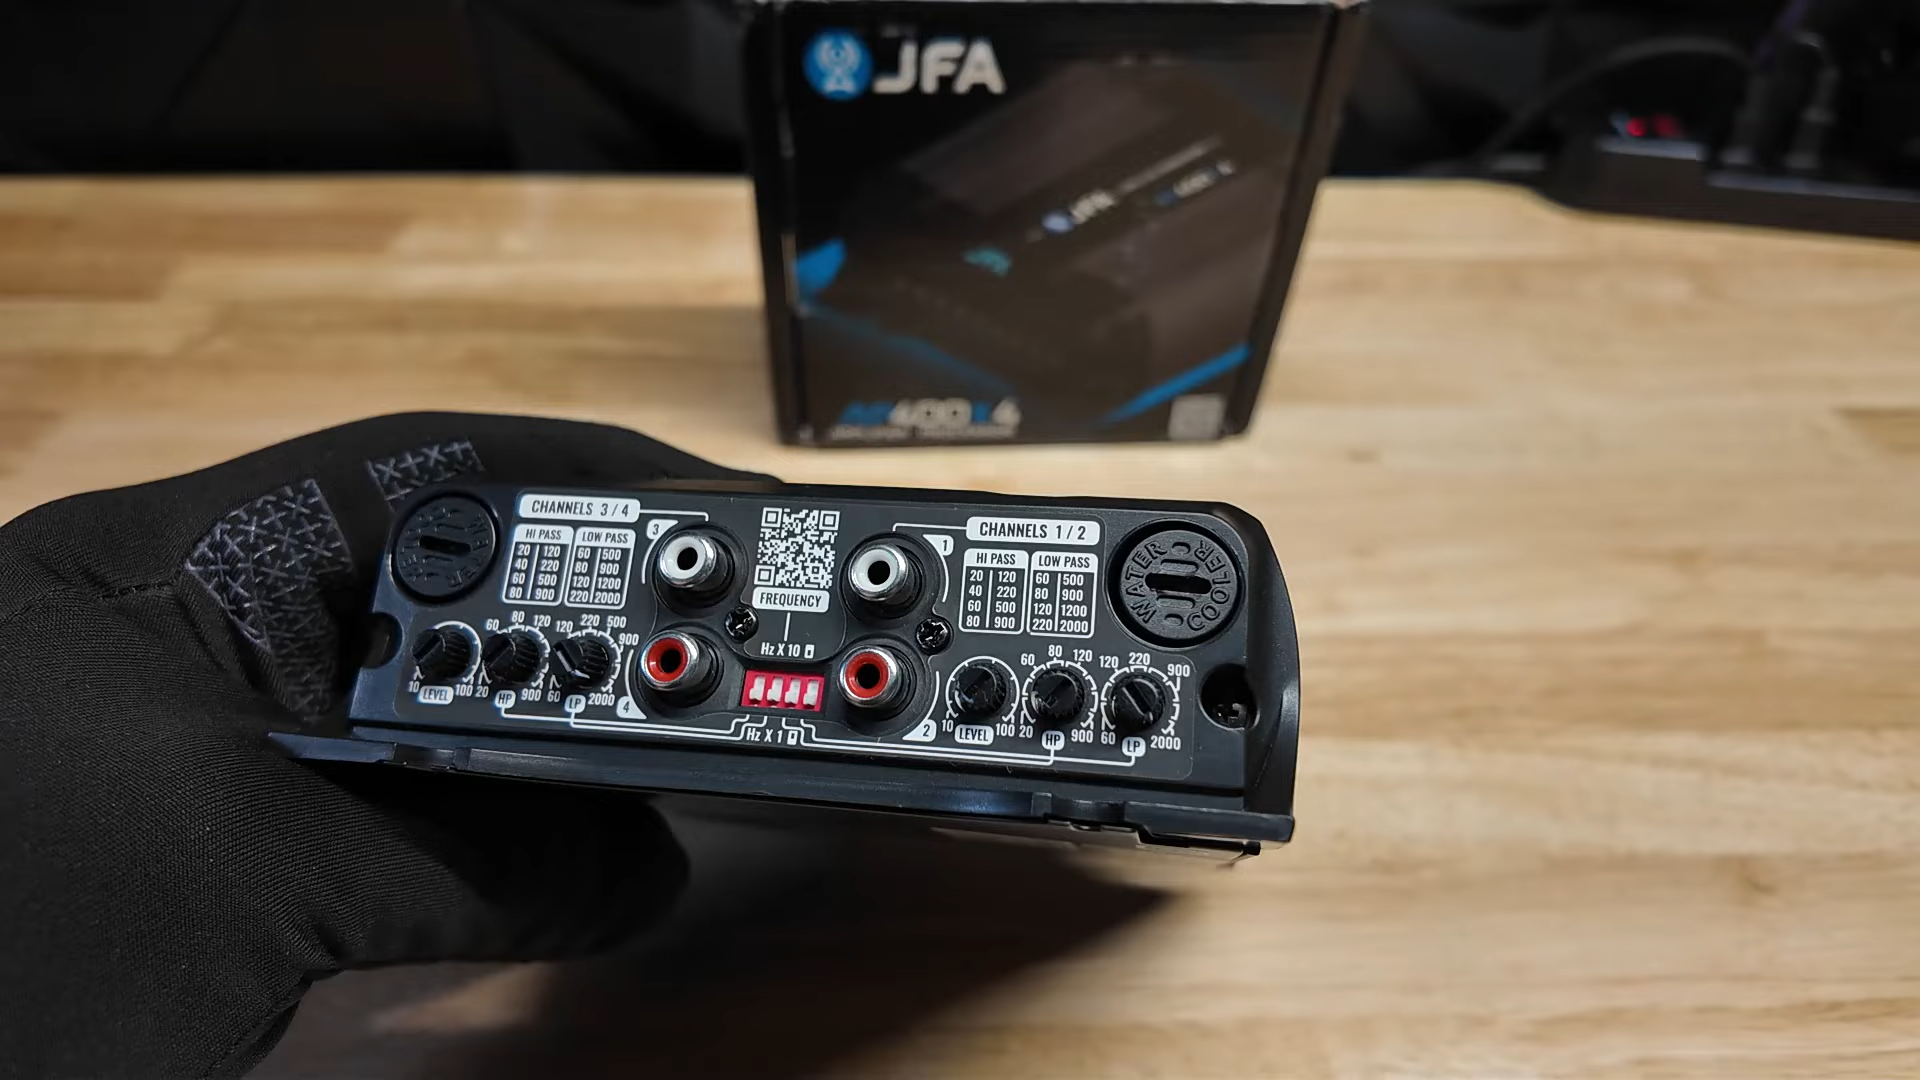 JFA
JFA
AP400X4
CHANNELS 3 / 4
HI PASS
LOW PASS
20 120
40 220
60 500
80 900
60 500
80 900
120 1200
220 2000
3
FREQUENCY
Hz X 10
1
CHANNELS 1 / 2
HI PASS
LOW PASS
20 120
40 220
60 500
80 900
60 500
80 900
120 1200
220 2000
WATER
COOLER
10
LEVEL
100
20
60
80
120
HP
900
60
120
220
500
900
LP
2000
4
Hz X 1
2
10
LEVEL
100
20
60
80
120
HP
900
60
120
220
900
LP
2000